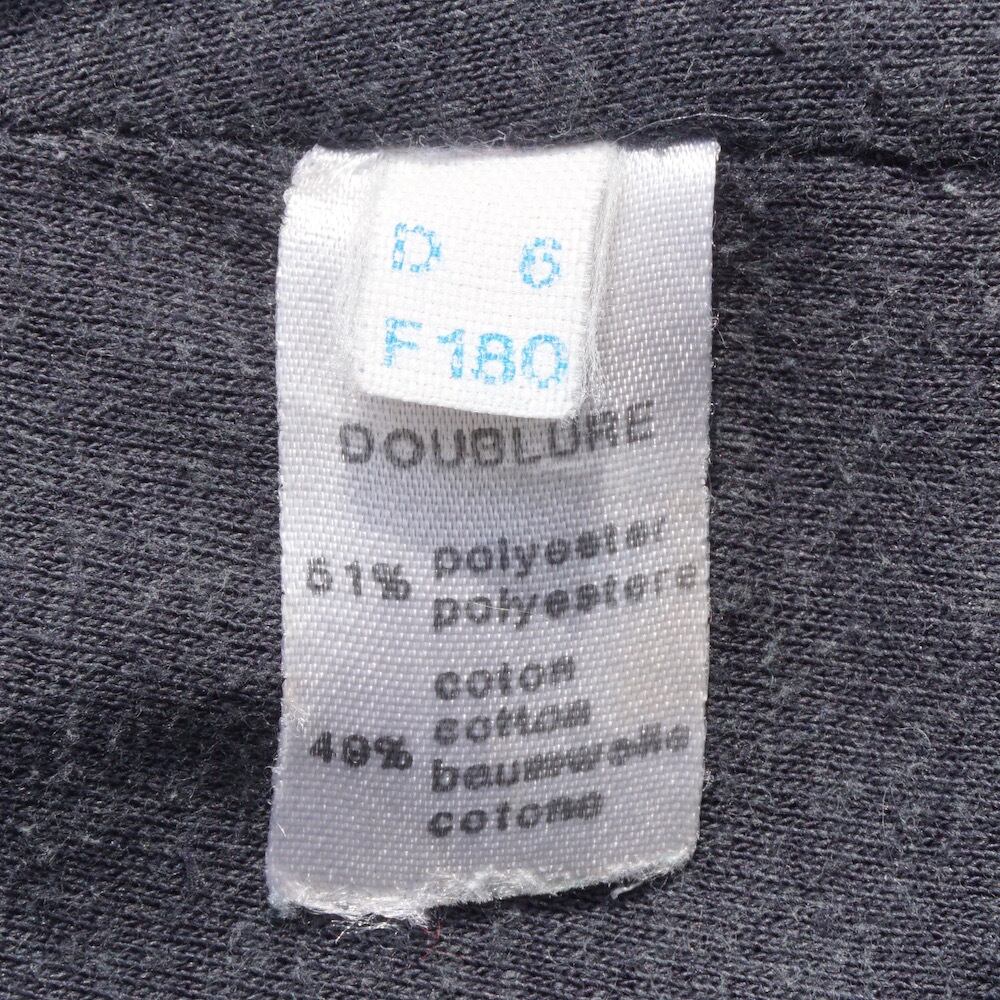 D 6
F 180
DOUBLURE
51% polyester
polyestere
coton
cotton
49% baumwolle
cotone